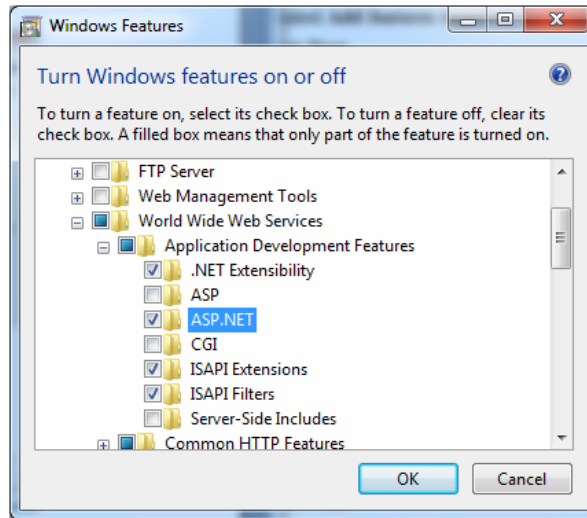 Windows Features
Turn Windows features on or off
To turn a feature on, select its check box. To turn a feature off, clear its
check box. A filled box means that only part of the feature is turned on.
FTP Server
Web Management Tools
World Wide Web Services
Application Development Features
.NET Extensibility
ASP
ASP.NET
CGI
ISAPI Extensions
ISAPI Filters
Server-Side Includes
Common HTTP Features
OK Cancel